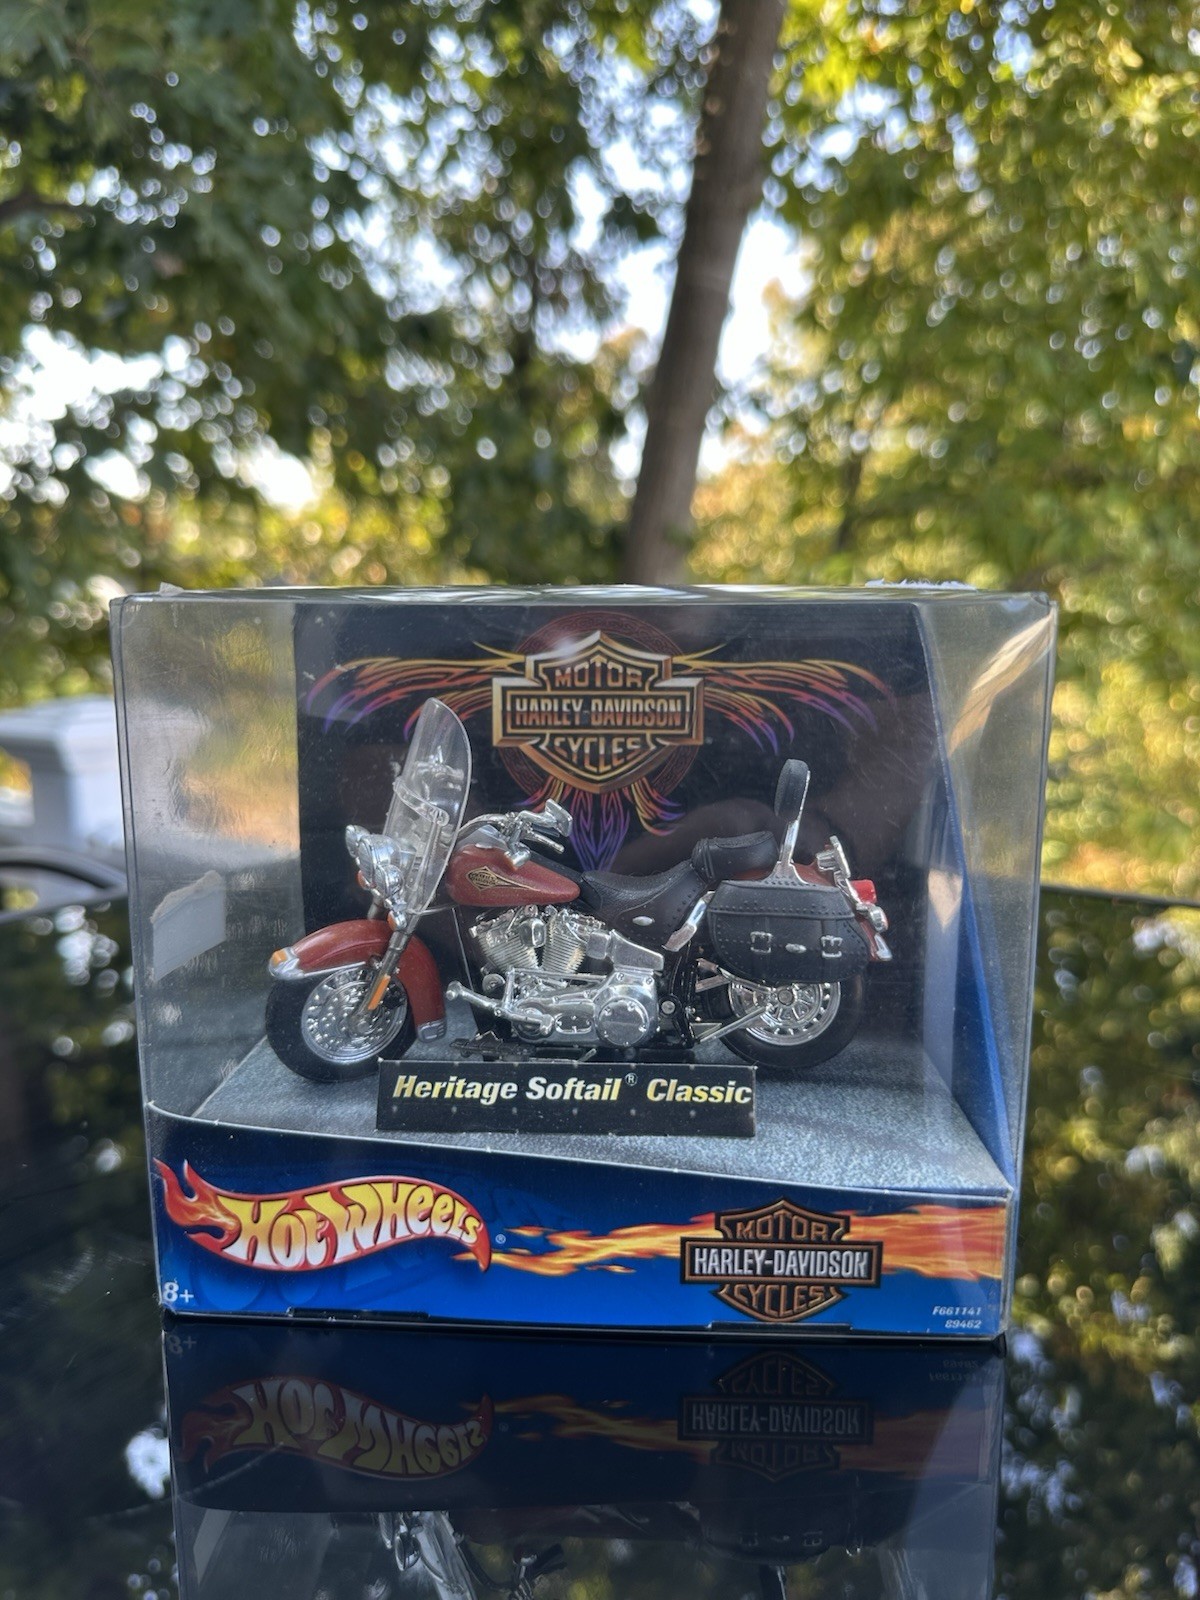 MOTOR
HARLEY-DAVIDSON
CYCLES
Heritage Softail® Classic
Hot Wheels®
MOTOR
HARLEY-DAVIDSON
CYCLES
8+
F661141
89462